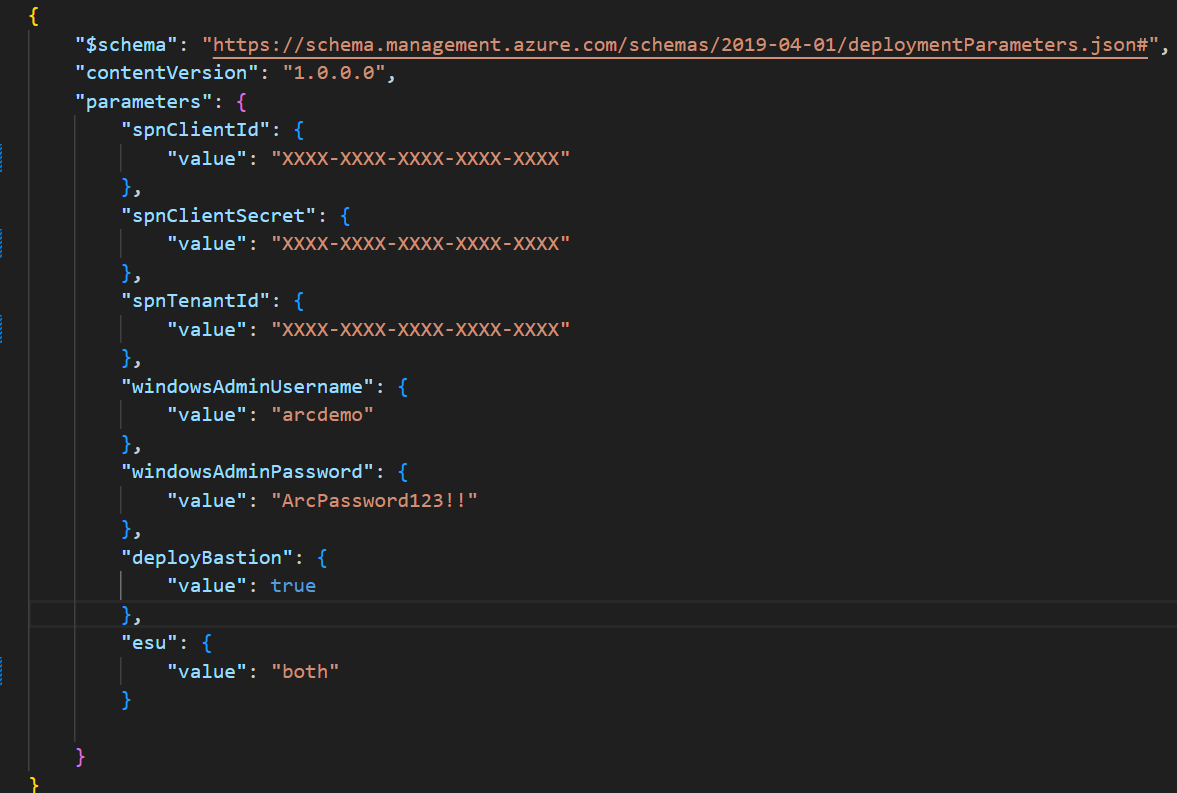 {
"$schema": "https://schema.management.azure.com/schemas/2019-04-01/deploymentParameters.json#",
"contentVersion": "1.0.0.0",
"parameters": {
"spnClientId": {
"value": "XXXX-XXXX-XXXX-XXXX-XXXX"
},
"spnClientSecret": {
"value": "XXXX-XXXX-XXXX-XXXX-XXXX"
},
"spnTenantId": {
"value": "XXXX-XXXX-XXXX-XXXX-XXXX"
},
"windowsAdminUsername": {
"value": "arcdemo"
},
"windowsAdminPassword": {
"value": "ArcPassword123!!"
},
"deployBastion": {
"value": true
},
"esu": {
"value": "both"
}
}
}